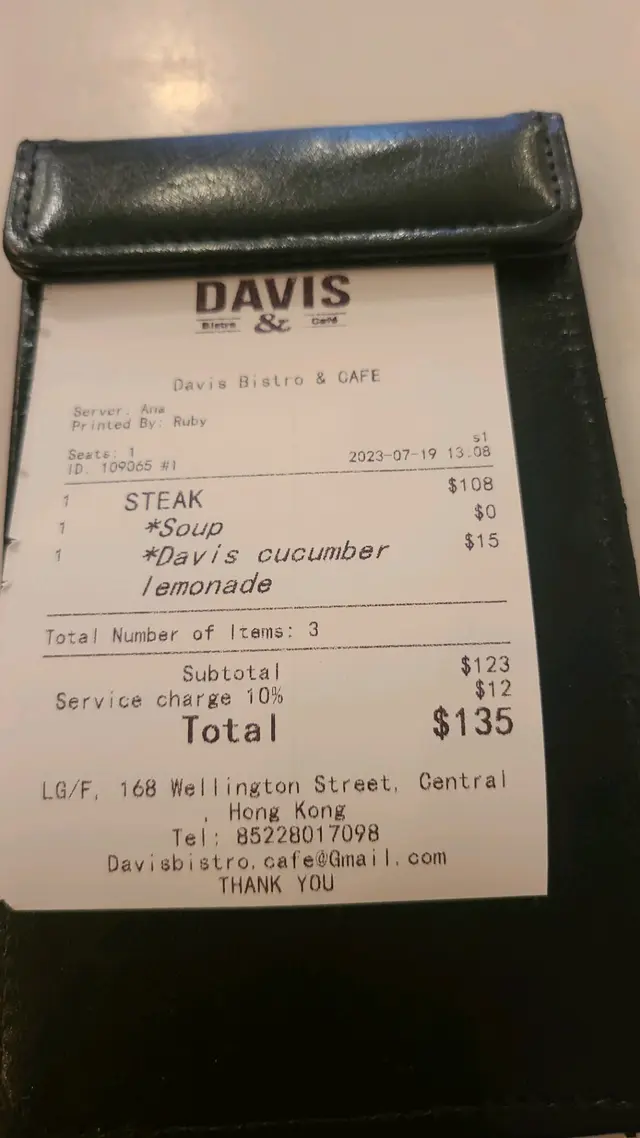 DAVIS
Bistro & Café
Davis Bistro & CAFE
Server: Ana
Printed By: Ruby
s1
Seats: 1
ID. 109065 #1 2023-07-19 13:08
1 STEAK $108
1 *Soup $0
1 *Davis cucumber $15
lemonade
Total Number of Items: 3
Subtotal $123
Service charge 10% $12
Total $135
LG/F, 168 Wellington Street, Central
, Hong Kong
Tel: 85228017098
Davisbistro.cafe@Gmail.com
THANK YOU